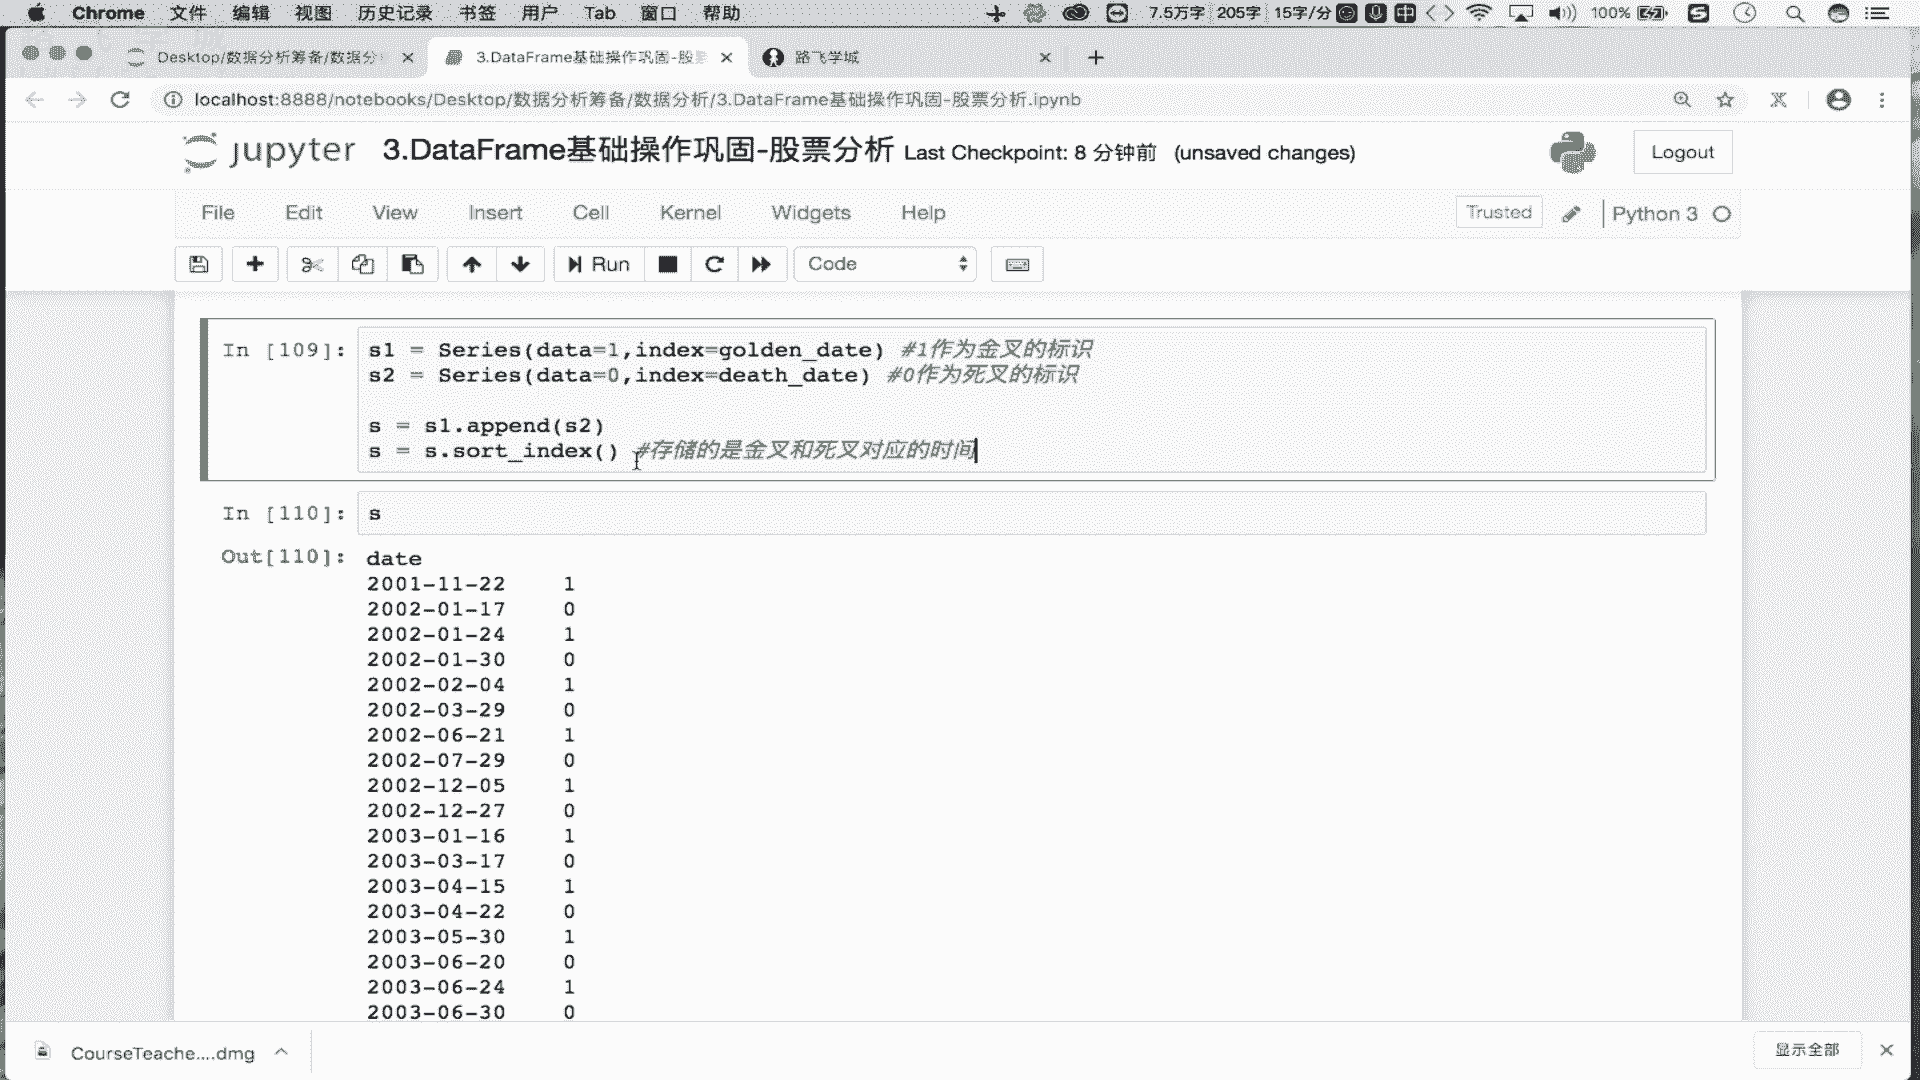 Chrome 文件 编辑 视图 历史记录 书签 用户 Tab 窗口 帮助 7.5万字 205字 15字/分 中 100%
Desktop/数据分析筹备/数据分 3.DataFrame基础操作巩固-股 路飞学城
localhost:8888/notebooks/Desktop/数据分析筹备/数据分析/3.DataFrame基础操作巩固-股票分析.ipynb
jupyter 3.DataFrame基础操作巩固-股票分析 Last Checkpoint: 8 分钟前 (unsaved changes) Logout
File Edit View Insert Cell Kernel Widgets Help Trusted Python 3
Run Code
In [109]: s1 = Series(data=1,index=golden_date) #1作为金叉的标识
s2 = Series(data=0,index=death_date) #0作为死叉的标识
s = s1.append(s2)
s = s.sort_index() #存储的是金叉和死叉对应的时间
In [110]: s
Out[110]: date
2001-11-22 1
2002-01-17 0
2002-01-24 1
2002-01-30 0
2002-02-04 1
2002-03-29 0
2002-06-21 1
2002-07-29 0
2002-12-05 1
2002-12-27 0
2003-01-16 1
2003-03-17 0
2003-04-15 1
2003-04-22 0
2003-05-30 1
2003-06-20 0
2003-06-24 1
2003-06-30 0
CourseTeache....dmg 显示全部